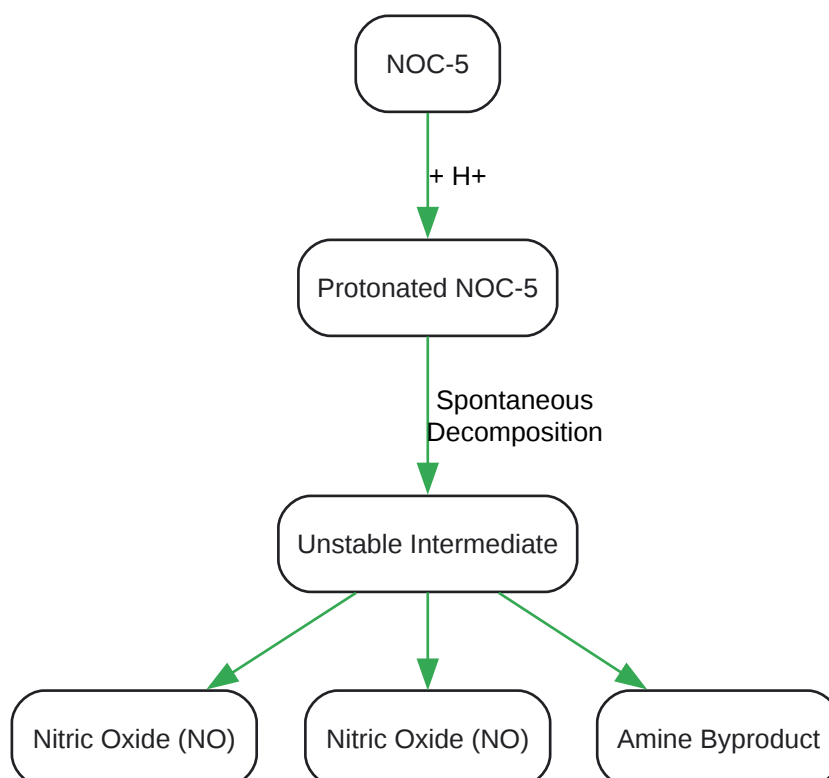 NOC-5
+ H+
Protonated NOC-5
Spontaneous
Decomposition
Unstable Intermediate
Nitric Oxide (NO)
Nitric Oxide (NO)
Amine Byproduct